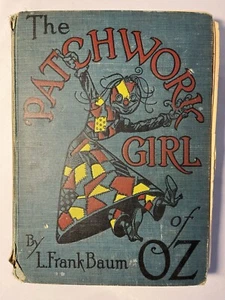 The
PATCHWORK
GIRL
of
OZ
By
L. Frank Baum